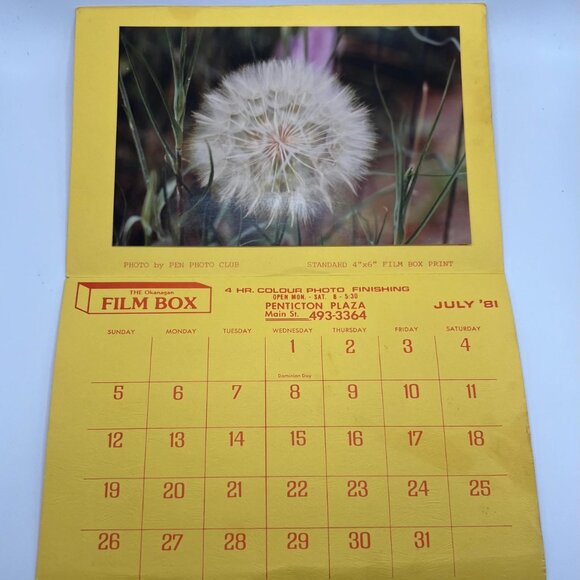 PHOTO by PEN PHOTO CLUB STANDARD 4"x6" FILM BOX PRINT
THE Okanagan
FILM BOX
4 HR. COLOUR PHOTO FINISHING
OPEN MON. - SAT. 8 - 5:30
PENTICTON PLAZA
Main St. 493-3364
JULY '81
SUNDAY MONDAY TUESDAY WEDNESDAY THURSDAY FRIDAY SATURDAY
1 2 3 4
Dominion Day
5 6 7 8 9 10 11
12 13 14 15 16 17 18
19 20 21 22 23 24 25
26 27 28 29 30 31